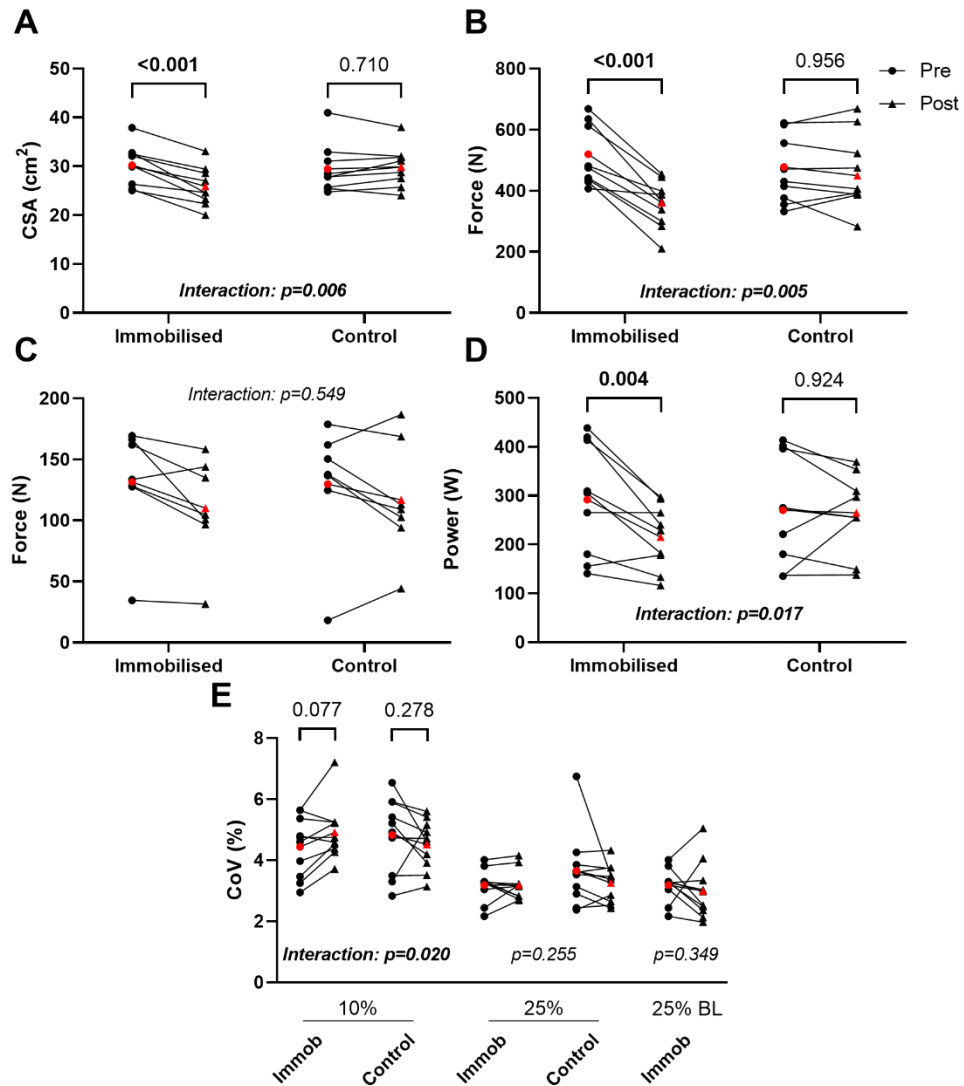 A
B
<0.001
0.710
<0.001
0.956
Pre
Post
50
40
30
20
10
0
CSA (cm²)
Interaction: p=0.006
Immobilised
Control
800
600
400
200
0
Force (N)
Interaction: p=0.005
Immobilised
Control
C
D
Interaction: p=0.549
200
150
100
50
0
Force (N)
Immobilised
Control
0.004
0.924
500
400
300
200
100
0
Power (W)
Interaction: p=0.017
Immobilised
Control
E
0.077
0.278
8
6
4
2
0
CoV (%)
Interaction: p=0.020
p=0.255
p=0.349
10%
25%
25% BL
Immob
Control
Immob
Control
Immob